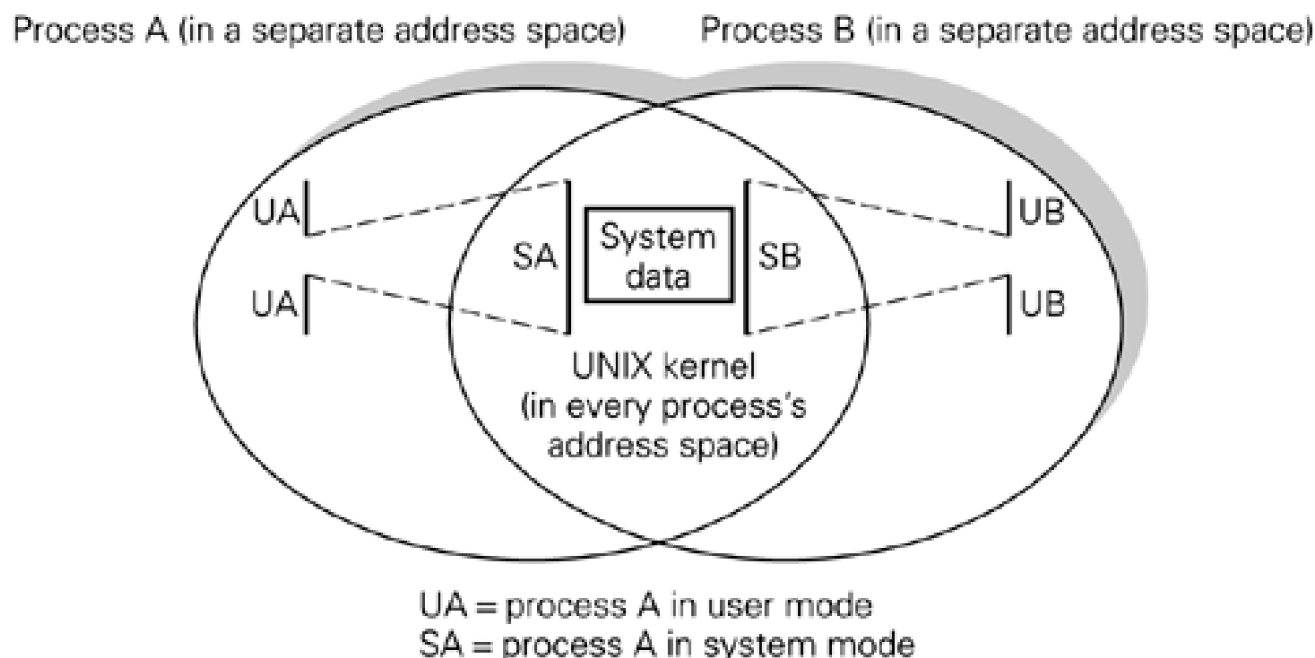 Process A (in a separate address space)
Process B (in a separate address space)
UA
UA
SA
System
data
SB
UB
UB
UNIX kernel
(in every process's
address space)
UA = process A in user mode
SA = process A in system mode